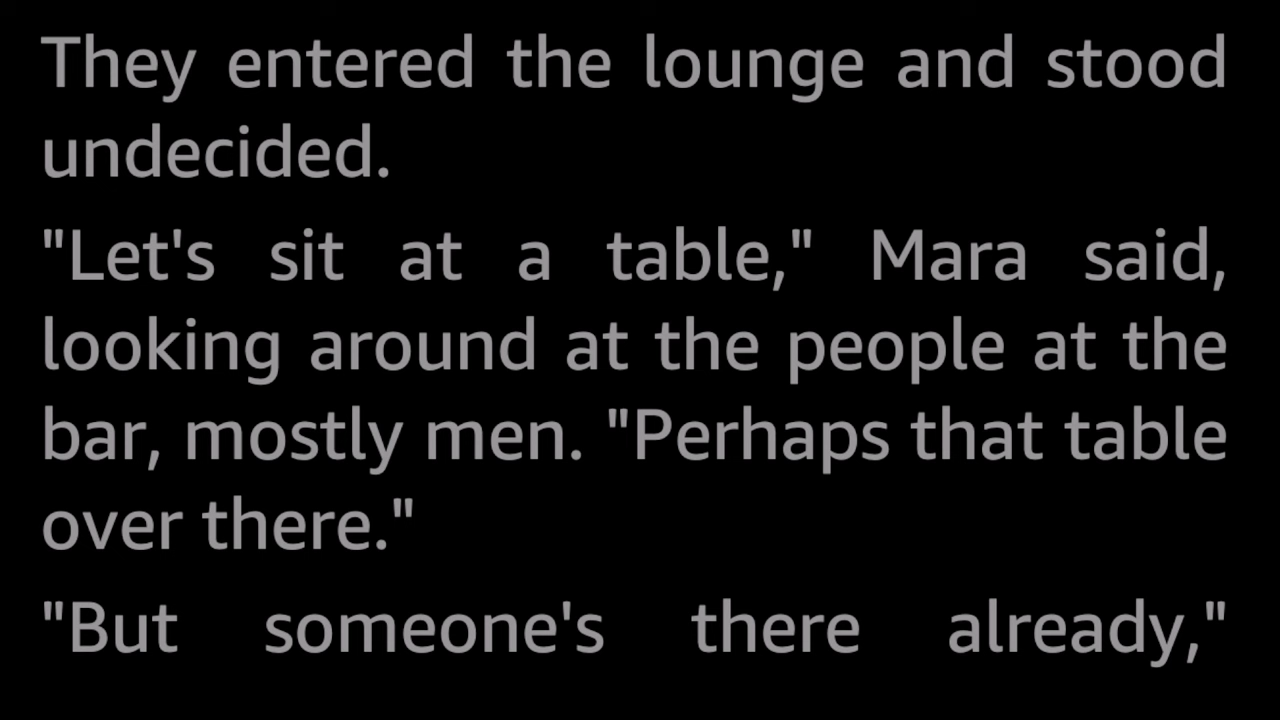 They entered the lounge and stood
undecided.
"Let's sit at a table," Mara said,
looking around at the people at the
bar, mostly men. "Perhaps that table
over there."
"But someone's there already,"